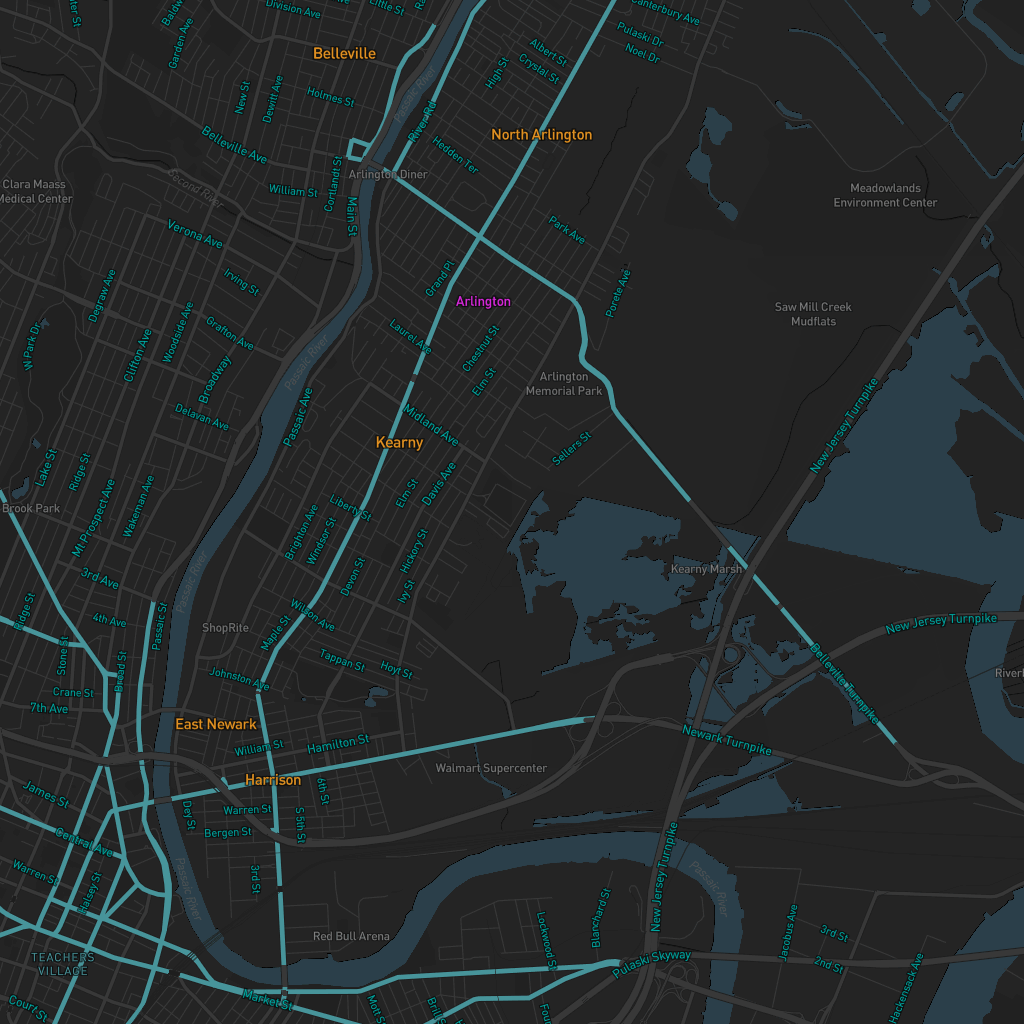 Division Ave
Little St
Canterbury Ave
Garden Ave
Belleville
Pulaski Dr
Albert St
Noel Dr
High St
Crystal St
New St
Dewitt Ave
Holmes St
Passaic River
River Rd
North Arlington
Belleville Ave
Hedden Ter
Second River
Arlington Diner
Clara Maass
Medical Center
William St
Cortlandt St
Main St
Meadowlands
Environment Center
Verona Ave
Park Ave
Irving St
Grand Pl
Degraw Ave
Arlington
Porete Ave
Saw Mill Creek
Mudflats
W Park Dr
Clifton Ave
Woodside Ave
Grafton Ave
Laurel Ave
Chestnut St
Passaic River
Broadway
Elm St
Arlington
Memorial Park
Delavan Ave
Passaic Ave
Midland Ave
New Jersey Turnpike
Kearny
Sellers St
Lake St
Ridge St
Elm St
Davis Ave
Brook Park
Mt Prospect Ave
Wakeman Ave
Liberty St
Brighton Ave
Windsor St
Hickory St
Passaic River
Devon St
Kearny Marsh
3rd Ave
Ivy St
Ridge St
4th Ave
Passaic St
ShopRite
Maple St
Wilson Ave
New Jersey Turnpike
Stone St
Broad St
Tappan St
Hoyt St
Belleville Turnpike
Johnston Ave
Crane St
7th Ave
East Newark
William St
Hamilton St
Newark Turnpike
Harrison
Walmart Supercenter
James St
6th St
Dey St
Warren St
Bergen St
S 5th St
Central Ave
New Jersey Turnpike
Warren St
Halsey St
3rd St
Passaic River
Passaic River
Blanchard St
Jacobus Ave
Lockwood St
Red Bull Arena
3rd St
TEACHERS
VILLAGE
Pulaski Skyway
2nd St
Hackensack Ave
Market St
Court St
Mott St